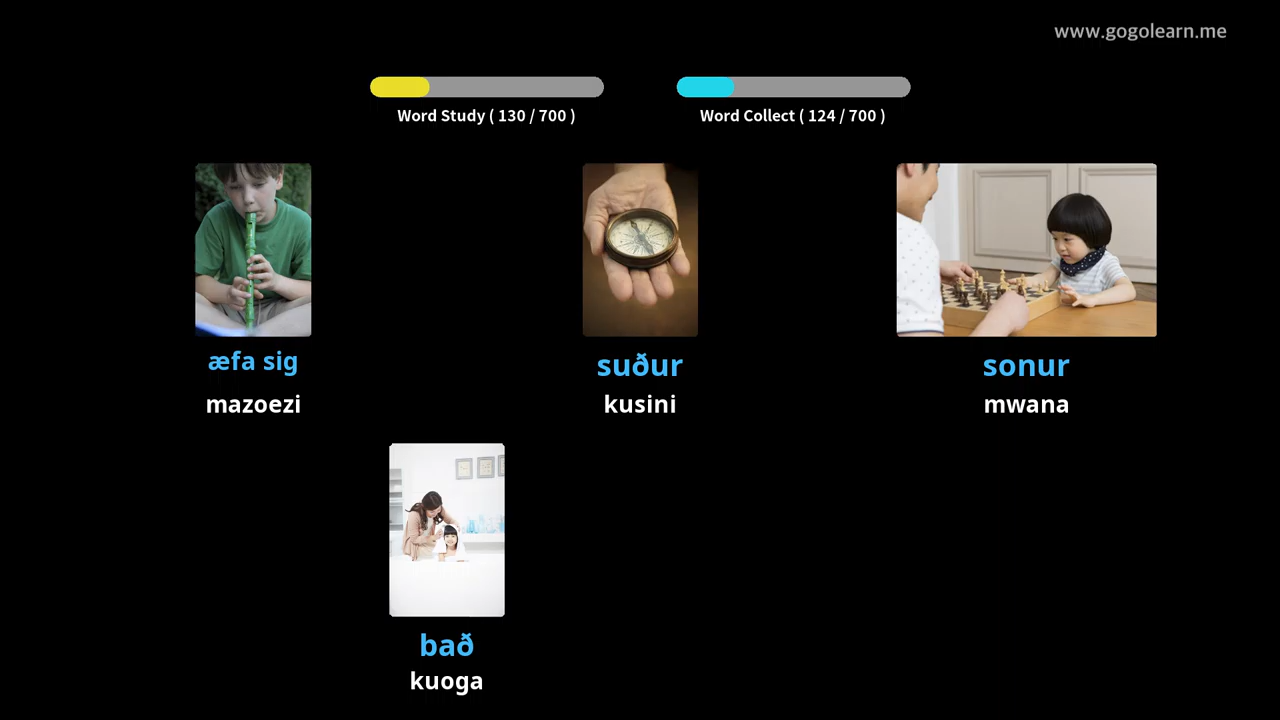 www.gogolearn.me
Word Study ( 130 / 700 )
Word Collect ( 124 / 700 )
æfa sig
mazoezi
suður
kusini
sonur
mwana
bað
kuoga